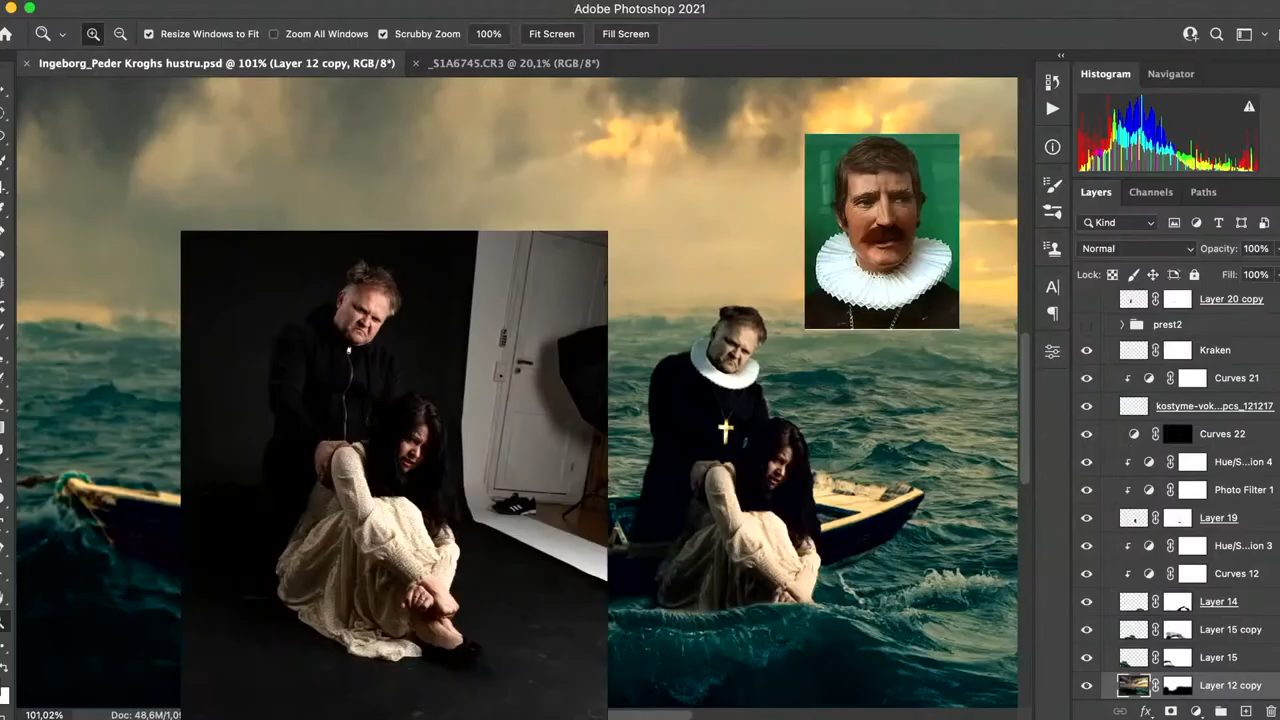 Adobe Photoshop 2021
Resize Windows to Fit Zoom All Windows Scrubby Zoom 100% Fit Screen Fill Screen
Ingeborg_Peder Kroghs hustru.psd @ 101% (Layer 12 copy, RGB/8*) _S1A6745.CR3 @ 20,1% (RGB/8*)
Histogram Navigator
Layers Channels Paths
Kind
Normal Opacity: 100%
Lock: Fill: 100%
Layer 20 copy
prest2
Kraken
Curves 21
kostyme-vok...pcs_121217
Curves 22
Hue/S...ion 4
Photo Filter 1
Layer 19
Hue/S...ion 3
Curves 12
Layer 14
Layer 15 copy
Layer 15
Layer 12 copy
101,02% Doc: 48,6M/1,0